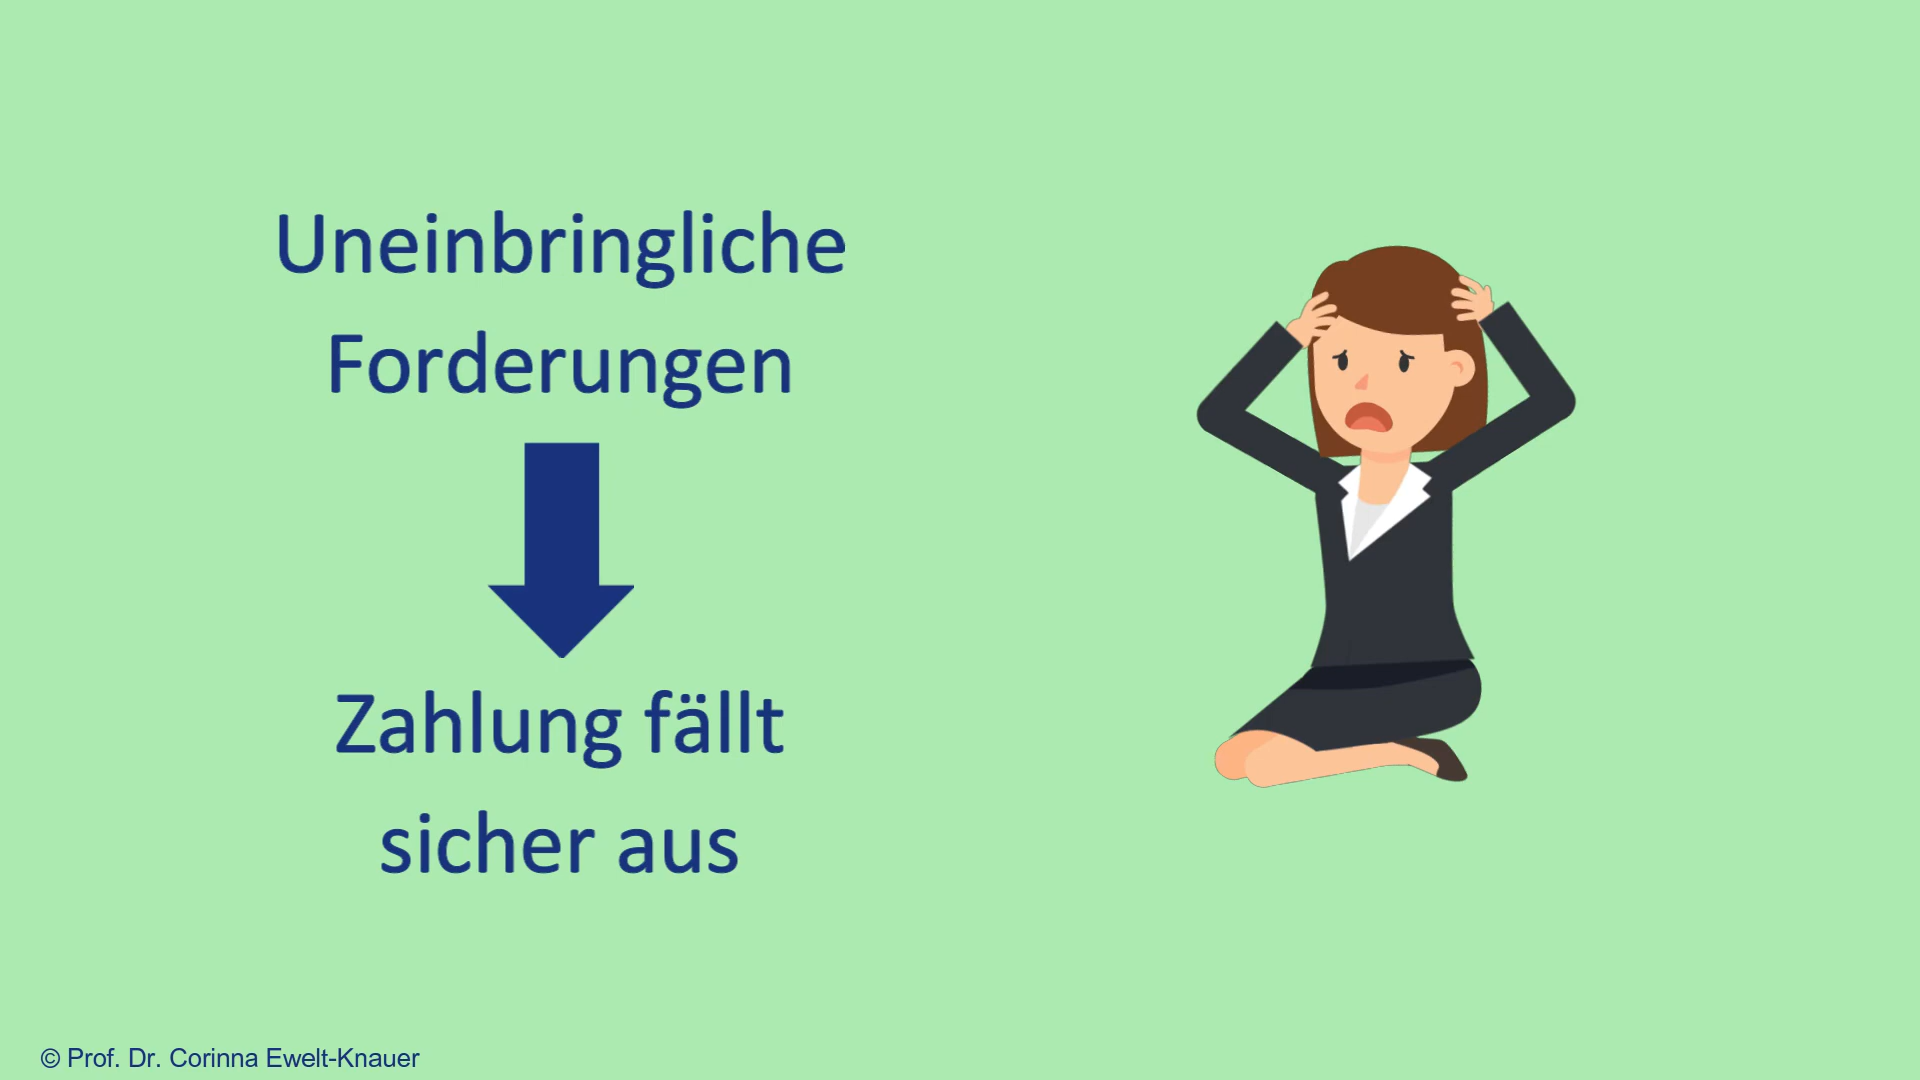 Uneinbringliche
Forderungen
Zahlung fällt
sicher aus
© Prof. Dr. Corinna Ewelt-Knauer